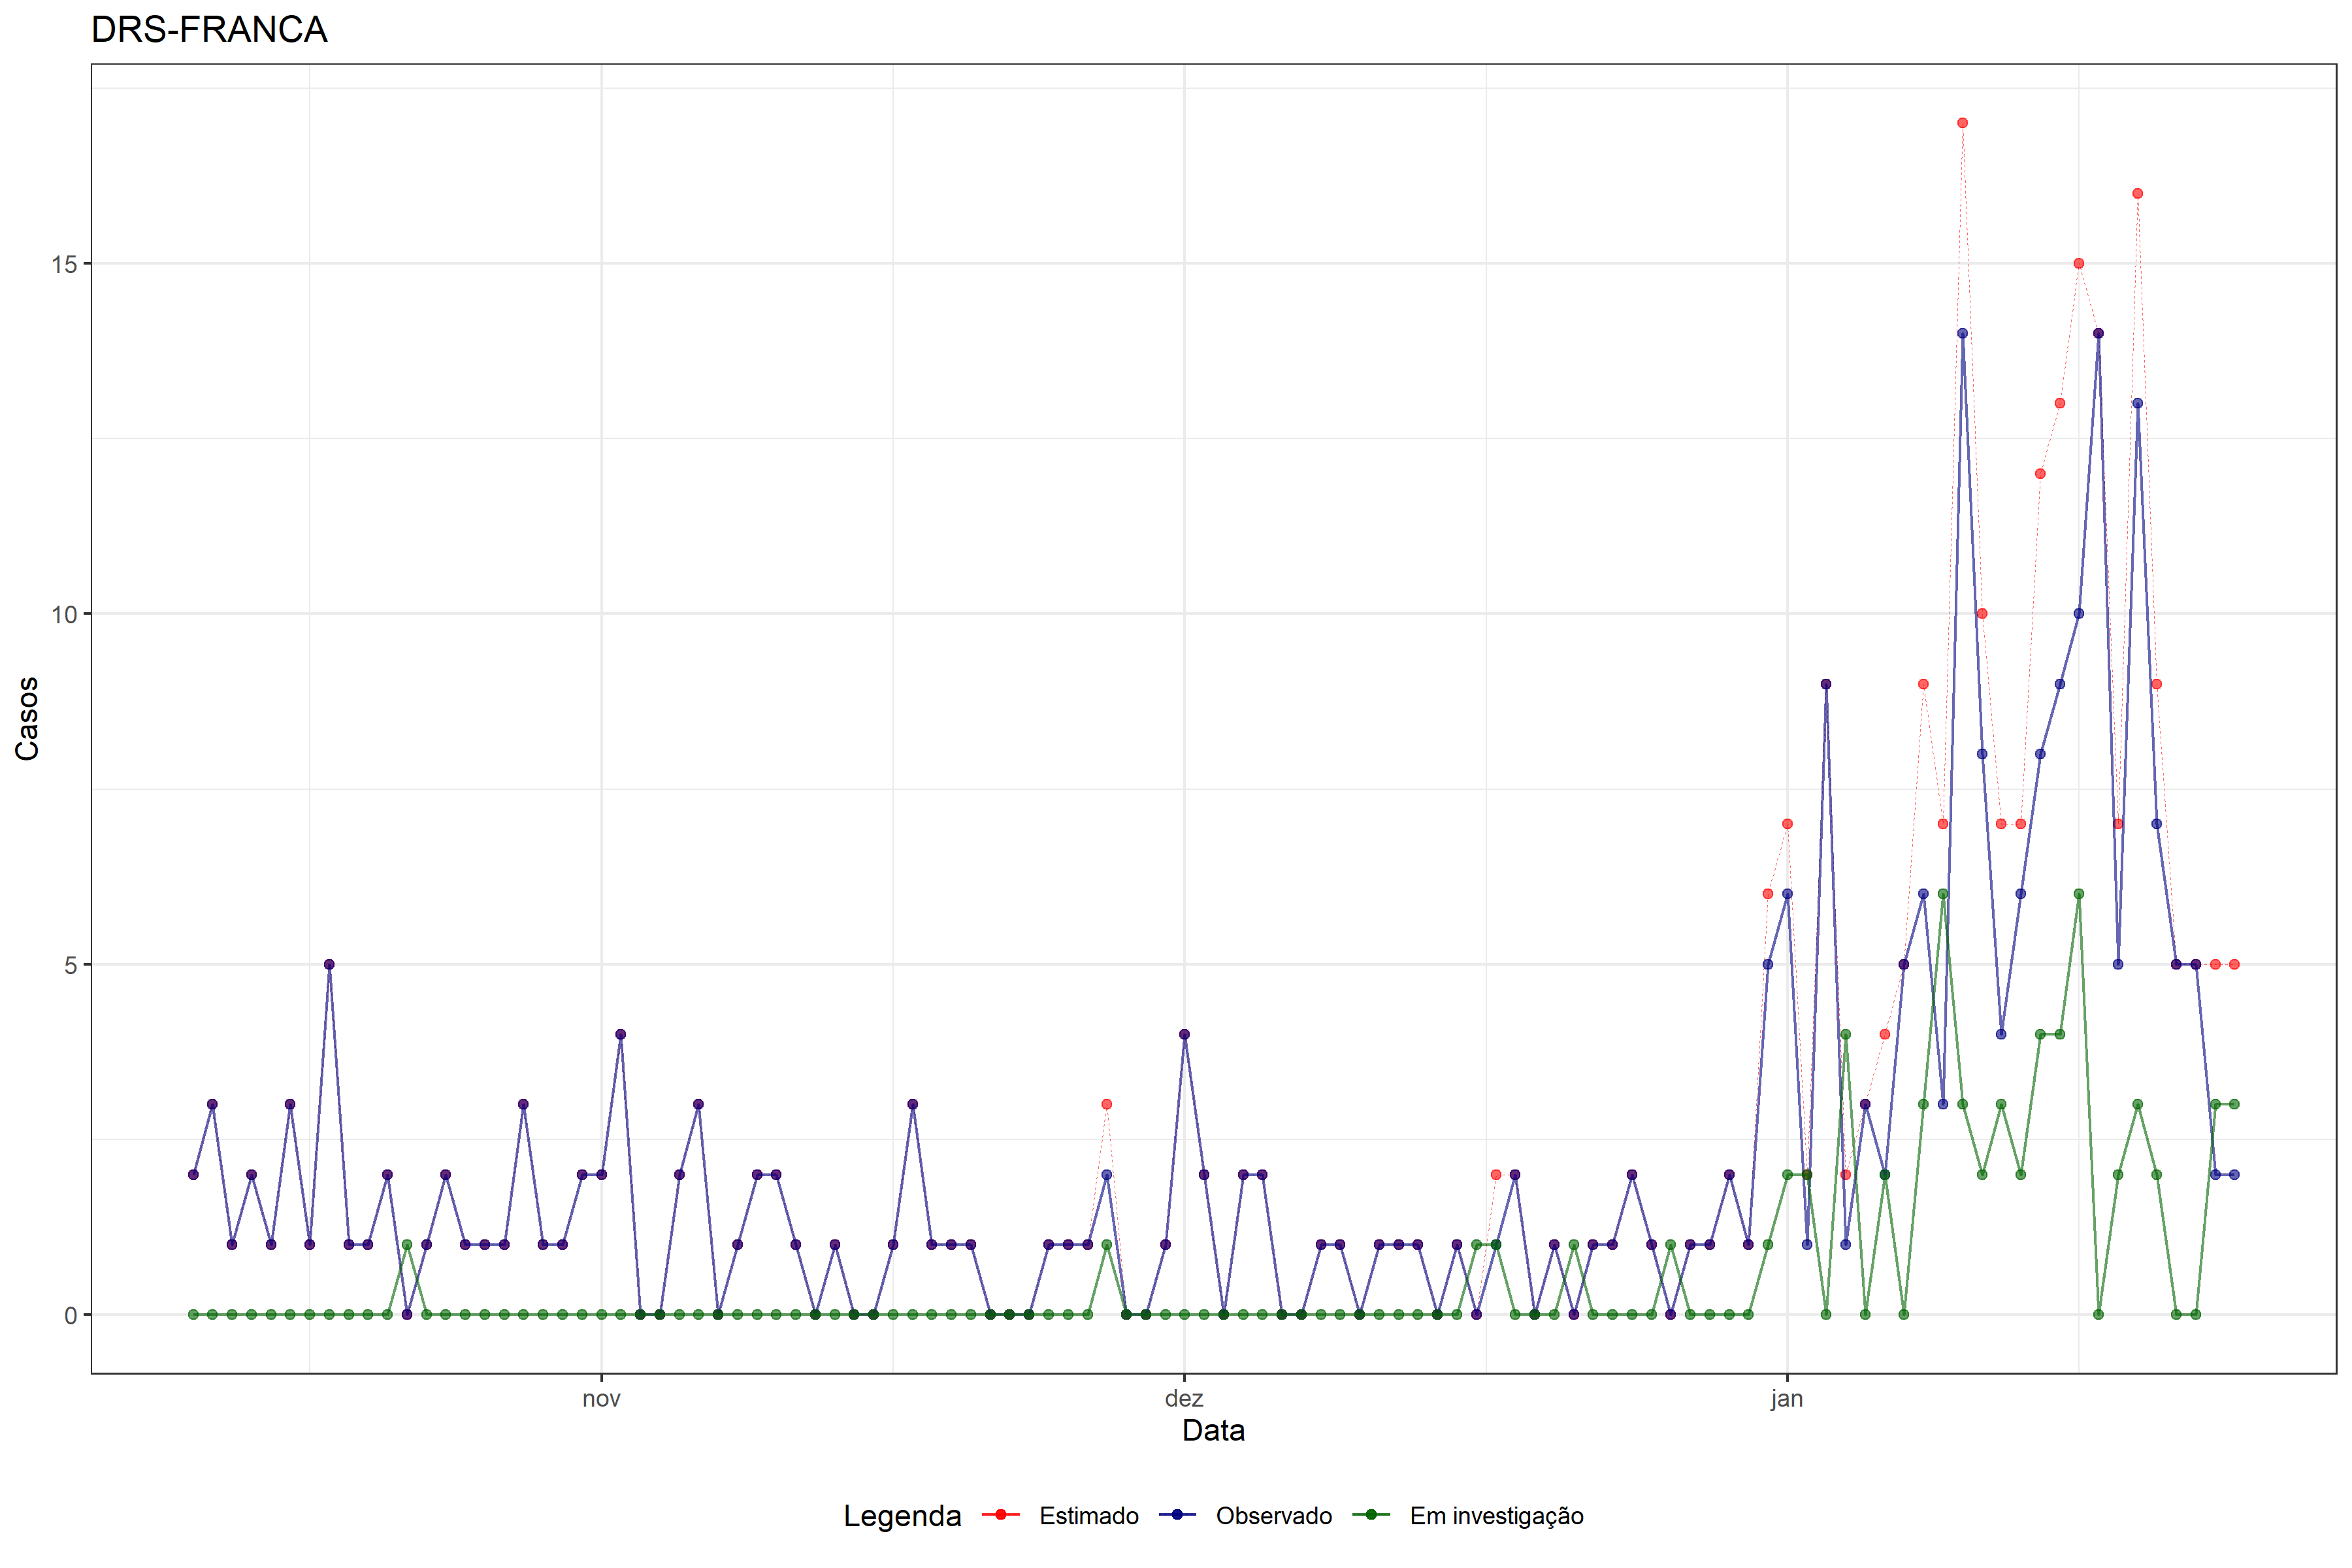 DRS-FRANCA
15
10
5
0
Casos
nov dez jan
Data
Legenda Estimado Observado Em investigação